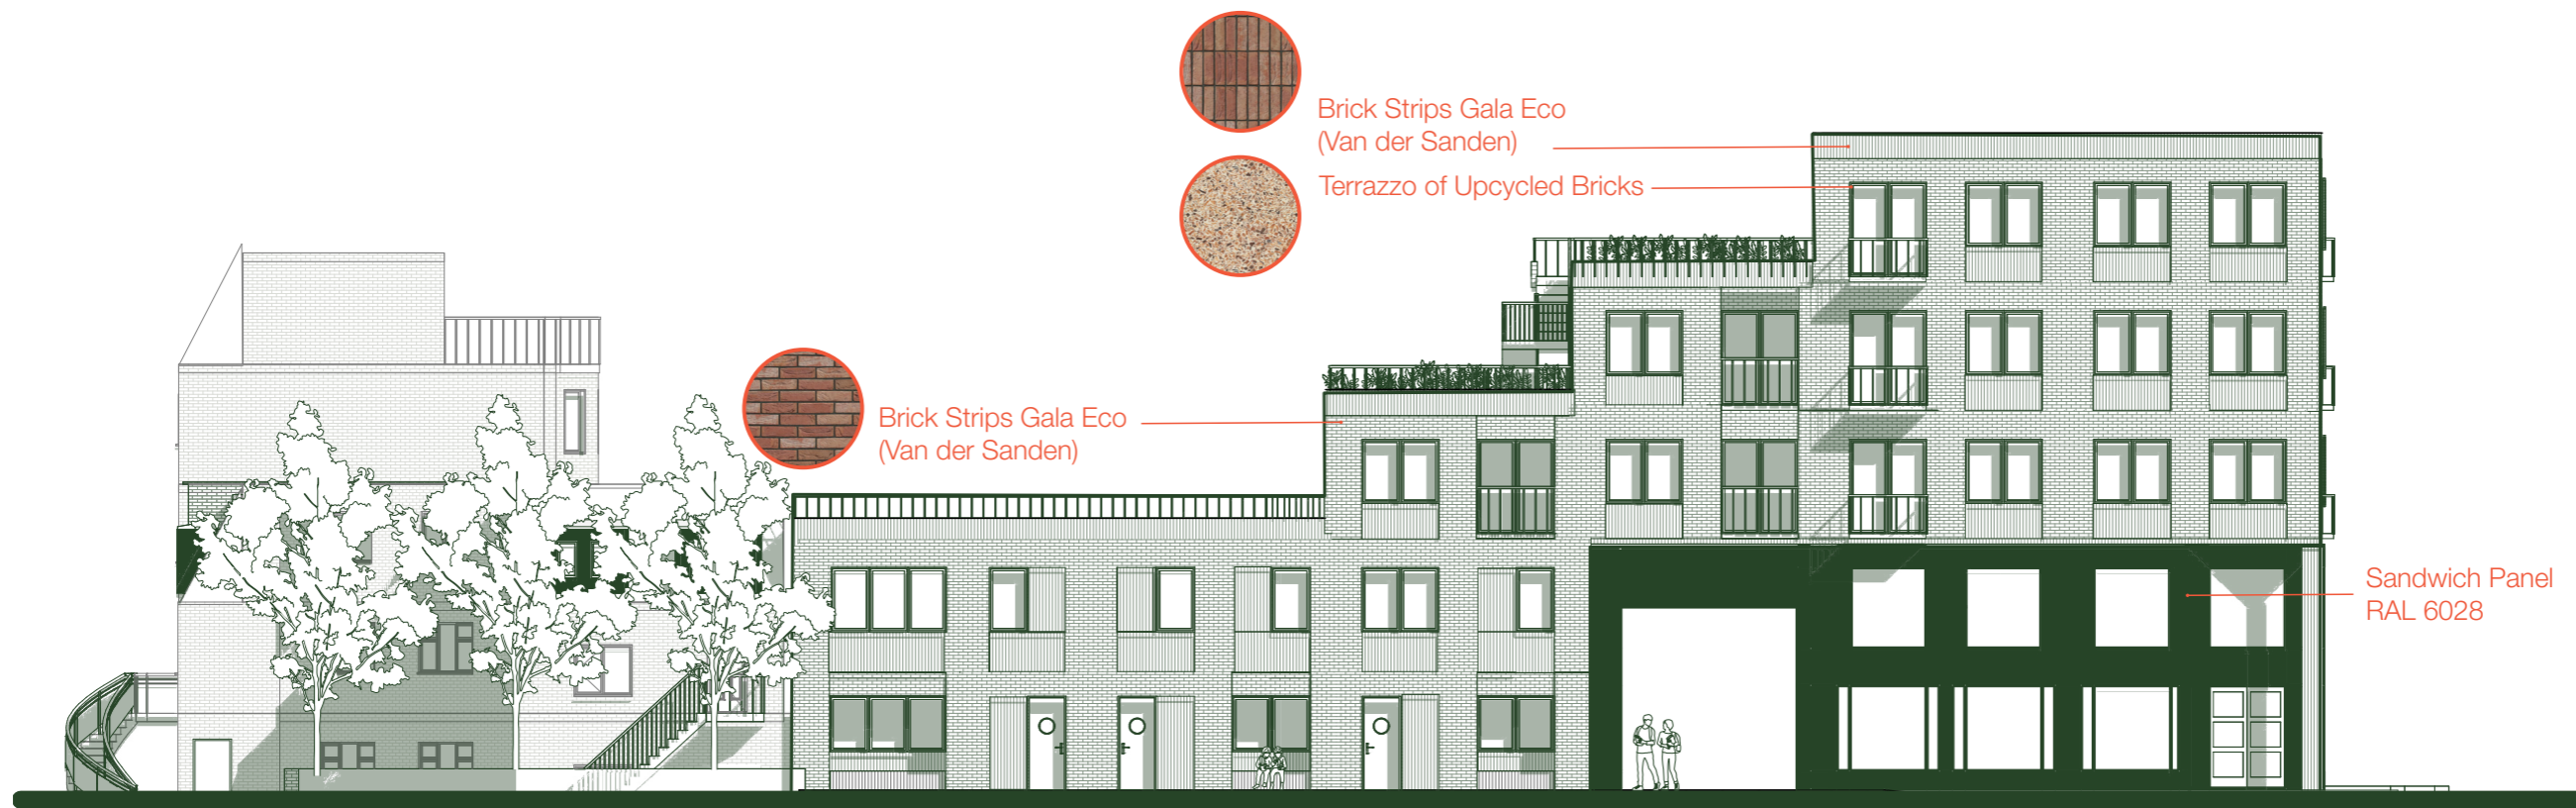 Brick Strips Gala Eco
(Van der Sanden)
Terrazzo of Upcycled Bricks
Brick Strips Gala Eco
(Van der Sanden)
Sandwich Panel
RAL 6028